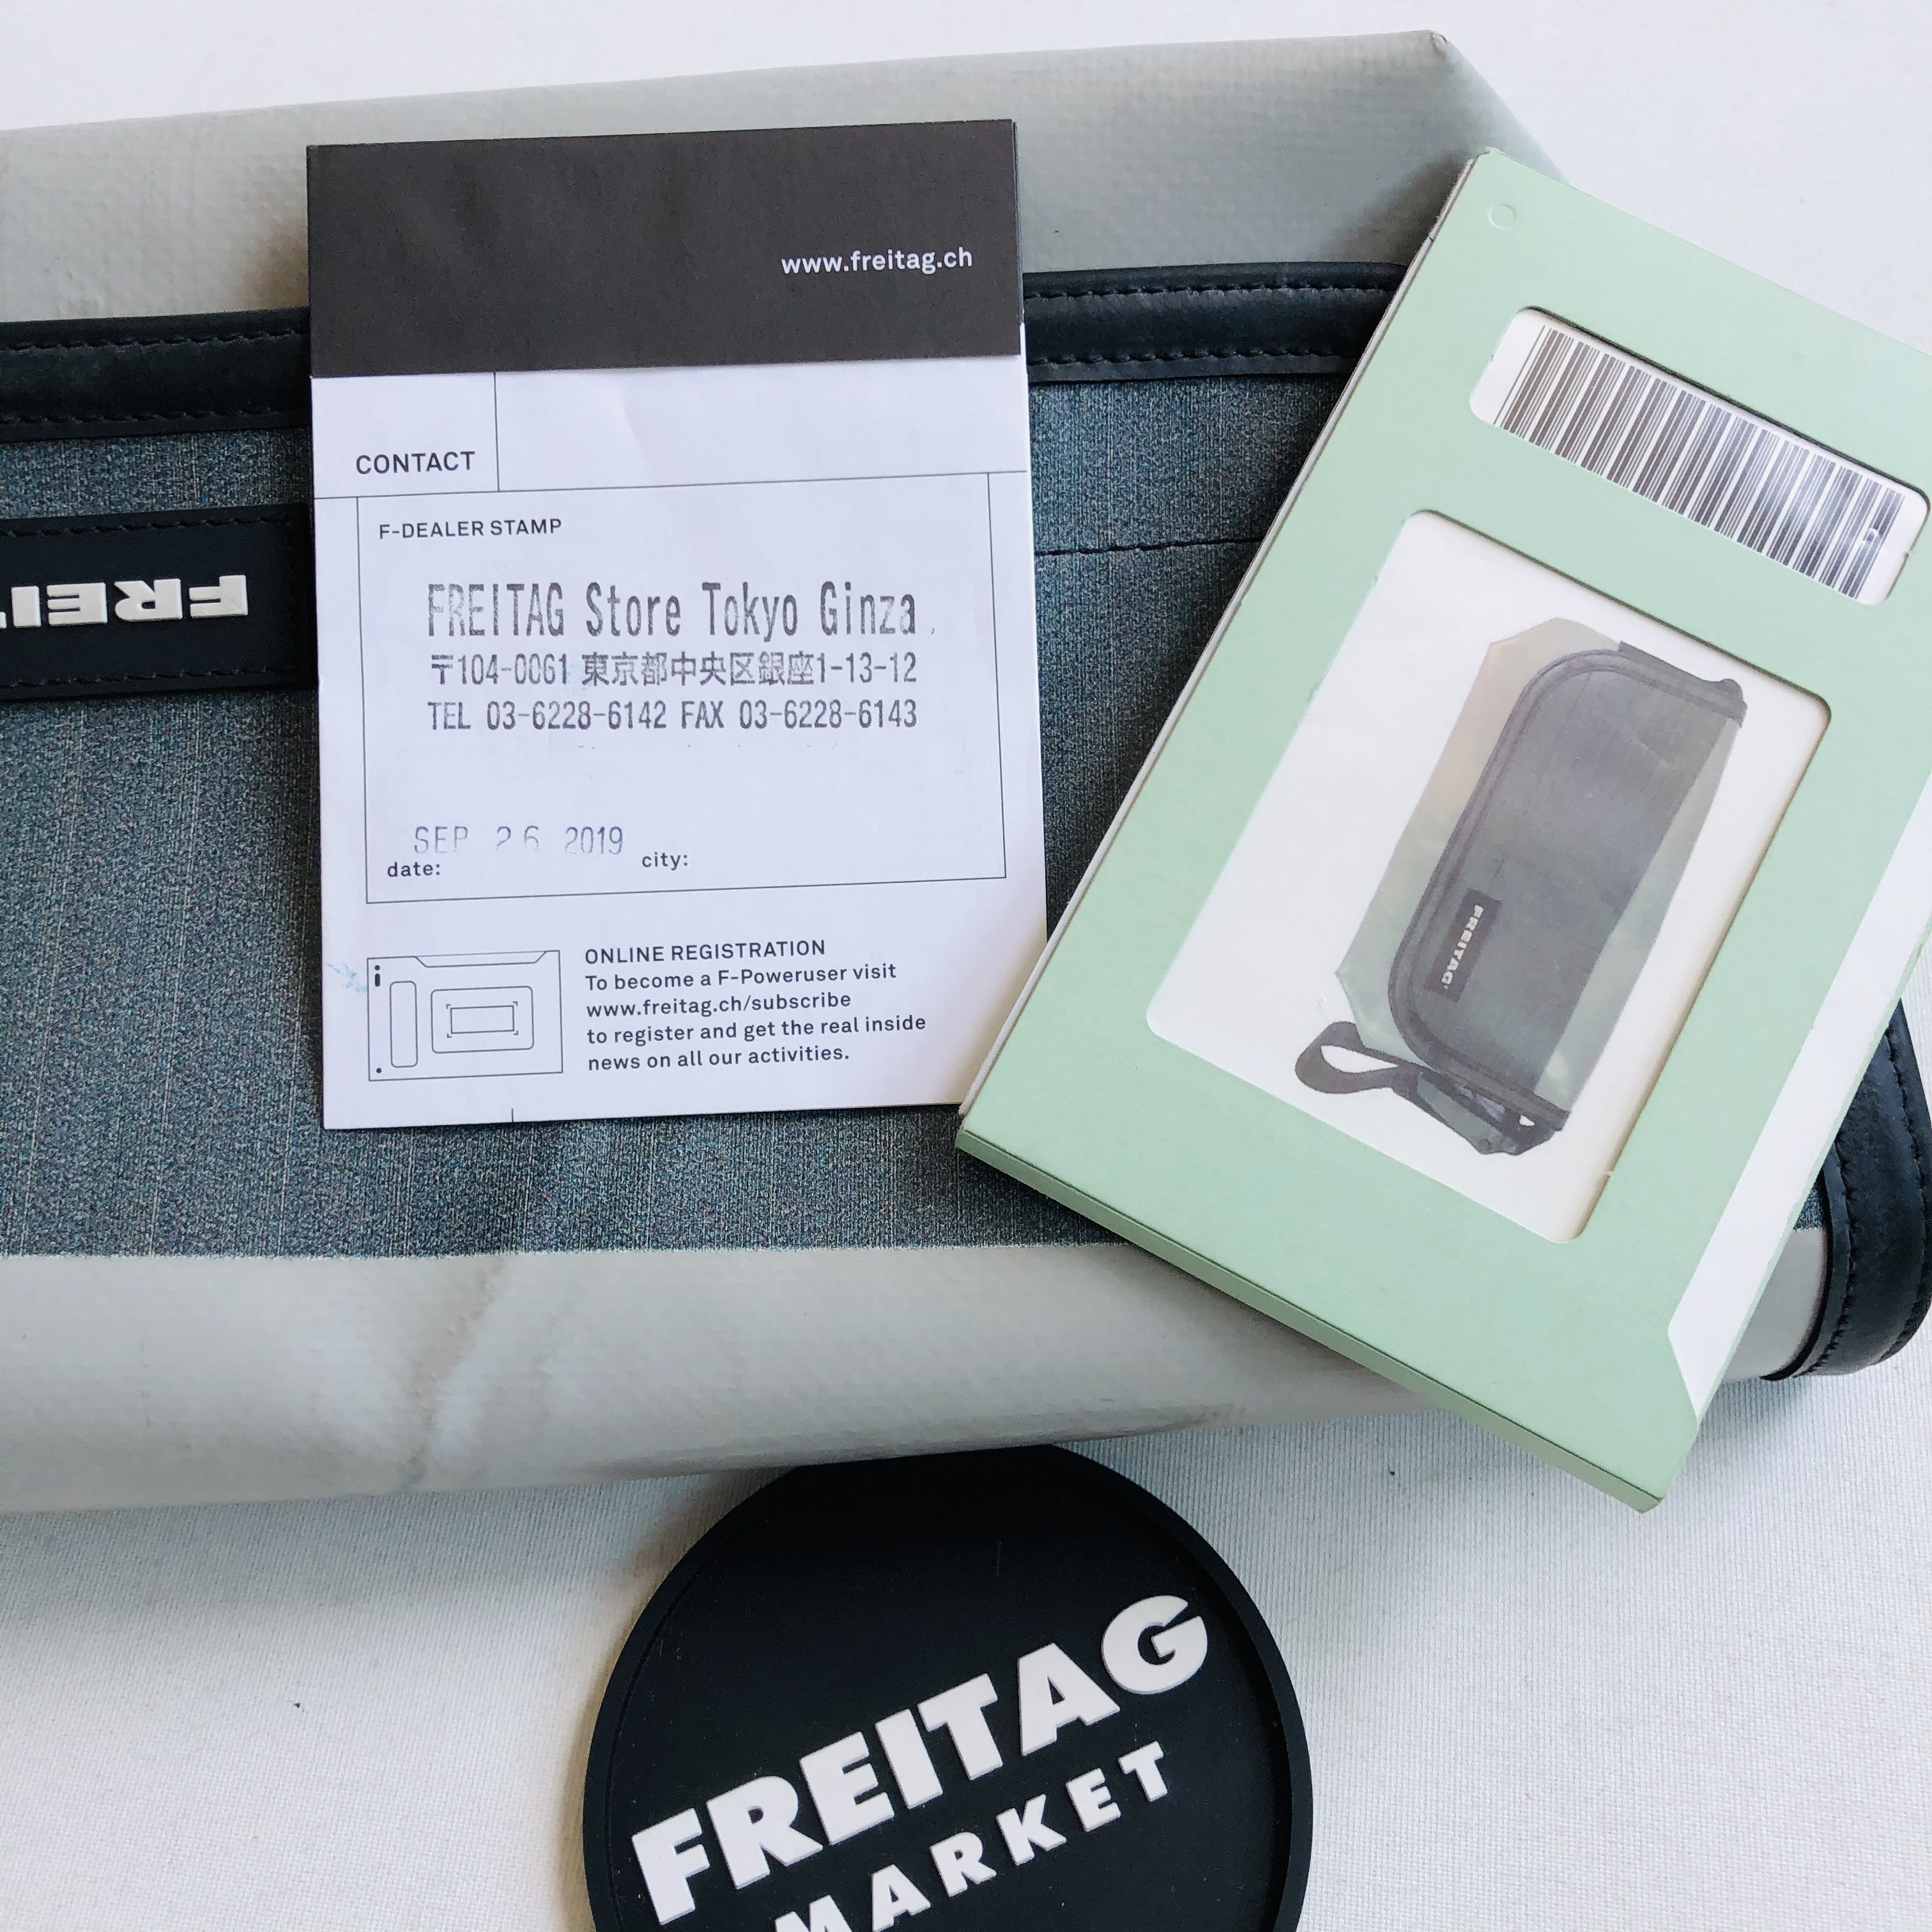 www.freitag.ch
CONTACT
F-DEALER STAMP
FREITAG Store Tokyo Ginza
〒104-0061 東京都中央区銀座1-13-12
TEL 03-6228-6142 FAX 03-6228-6143
SEP 26 2019
date: city:
ONLINE REGISTRATION
To become a F-Poweruser visit
www.freitag.ch/subscribe
to register and get the real inside
news on all our activities.
FREITAG
FREIT
FREITAG
MARKET